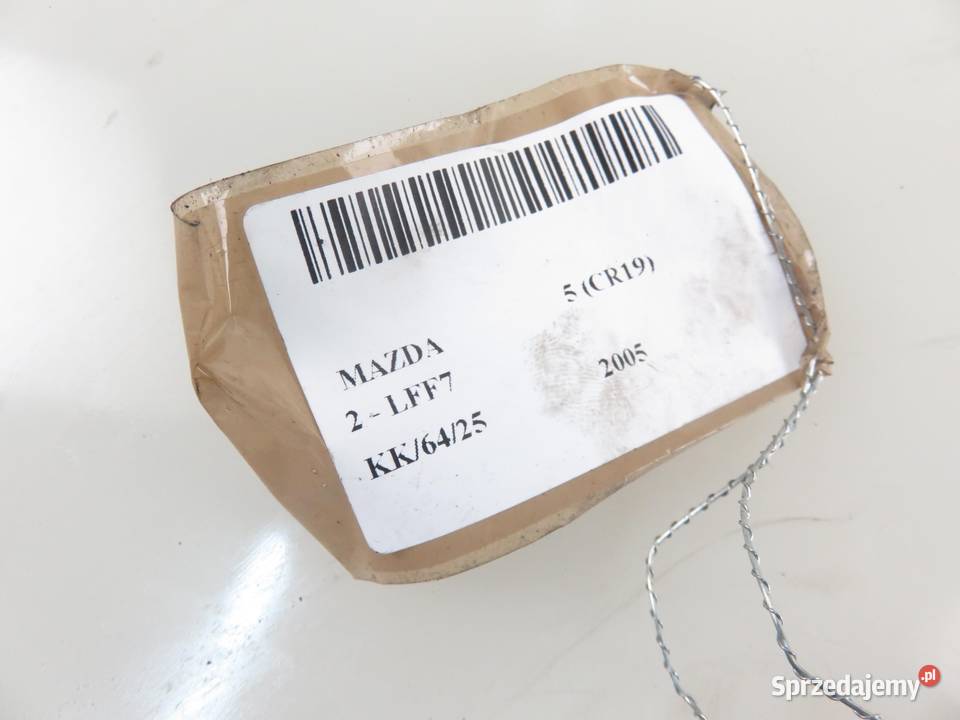 MAZDA 5 (CR19)
2 - LFF7 2005
KK/64/25
Sprzedajemy.pl